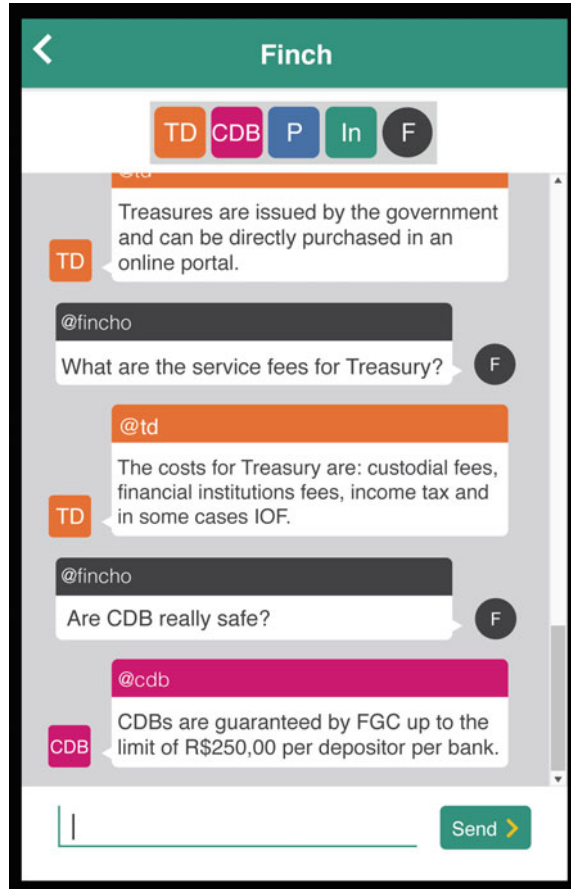 Finch
TD CDB P In F
@td
Treasures are issued by the government
and can be directly purchased in an
online portal.
TD
@fincho
What are the service fees for Treasury?
F
@td
The costs for Treasury are: custodial fees,
financial institutions fees, income tax and
in some cases IOF.
TD
@fincho
Are CDB really safe?
F
@cdb
CDBs are guaranteed by FGC up to the
limit of R$250,00 per depositor per bank.
CDB
Send